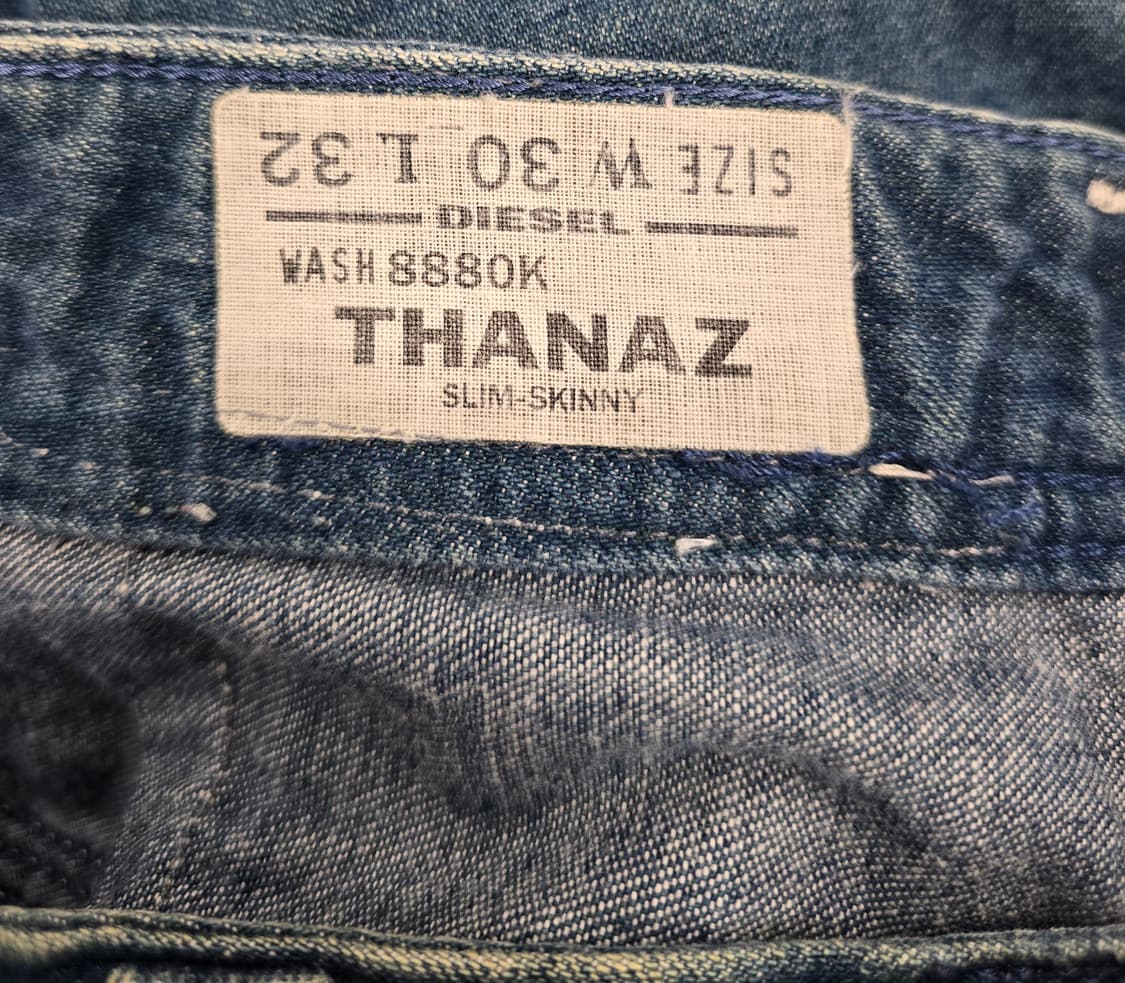 SIZE W 30 L 32
DIESEL
WASH 8880K
THANAZ
SLIM-SKINNY